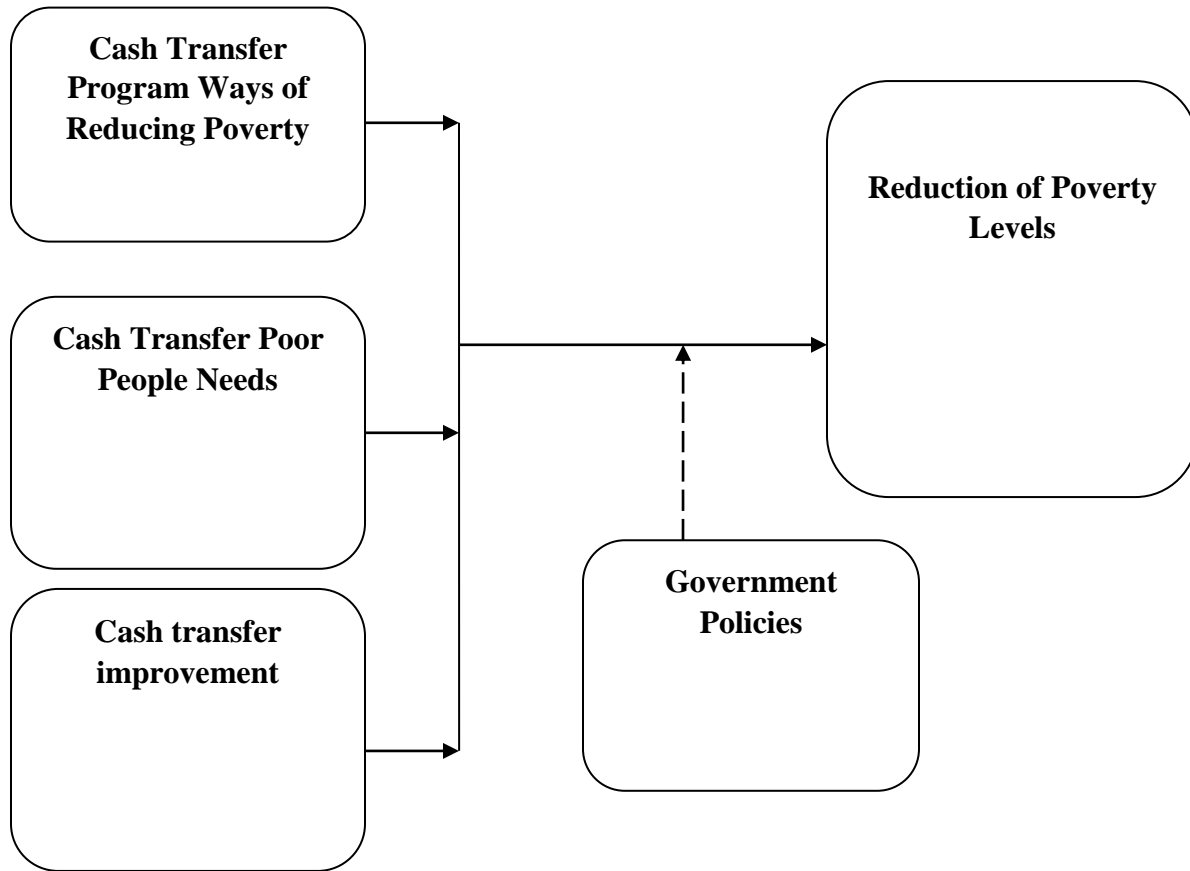 Cash Transfer
Program Ways of
Reducing Poverty
Reduction of Poverty
Levels
Cash Transfer Poor
People Needs
Government
Policies
Cash transfer
improvement